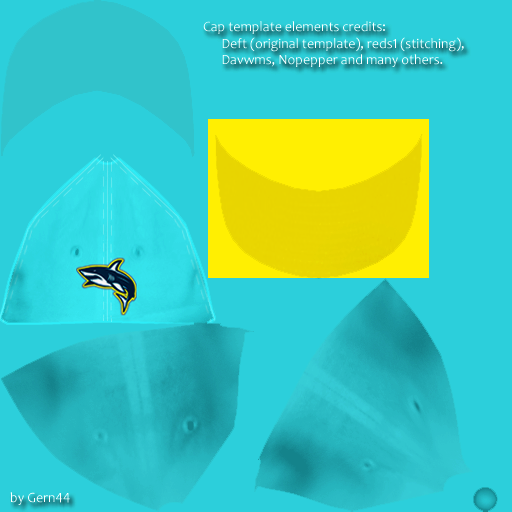 Cap template elements credits:
Deft (original template), reds1 (stitching),
Davwms, Nopepper and many others.
by Gern44